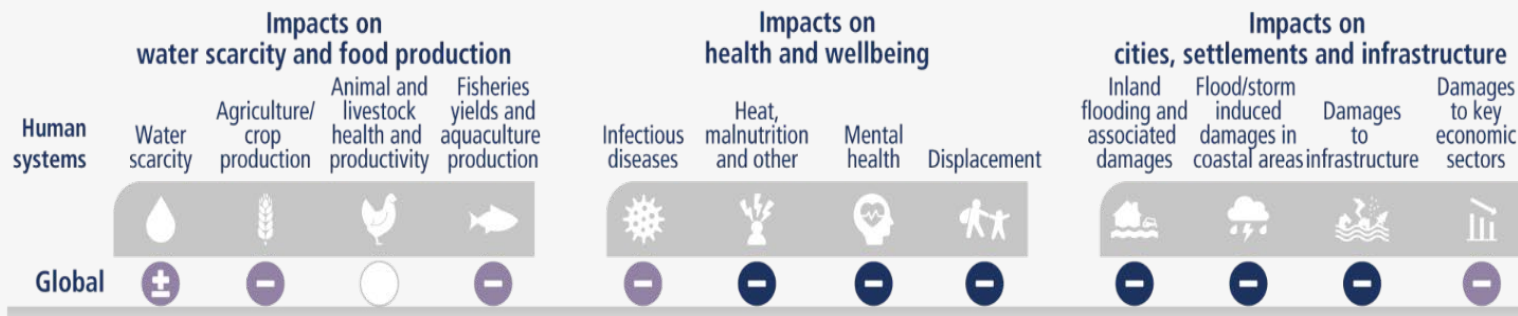 Impacts on
water scarcity and food production
Impacts on
health and wellbeing
Impacts on
cities, settlements and infrastructure
Human
systems
Water
scarcity
Agriculture/
crop
production
Animal and
livestock
health and
productivity
Fisheries
yields and
aquaculture
production
Infectious
diseases
Heat,
malnutrition
and other
Mental
health
Displacement
Inland
flooding and
associated
damages
Flood/storm
induced
damages in
coastal areas
Damages
to
infrastructure
Damages
to key
economic
sectors
Global
± − − − − − − − − − −